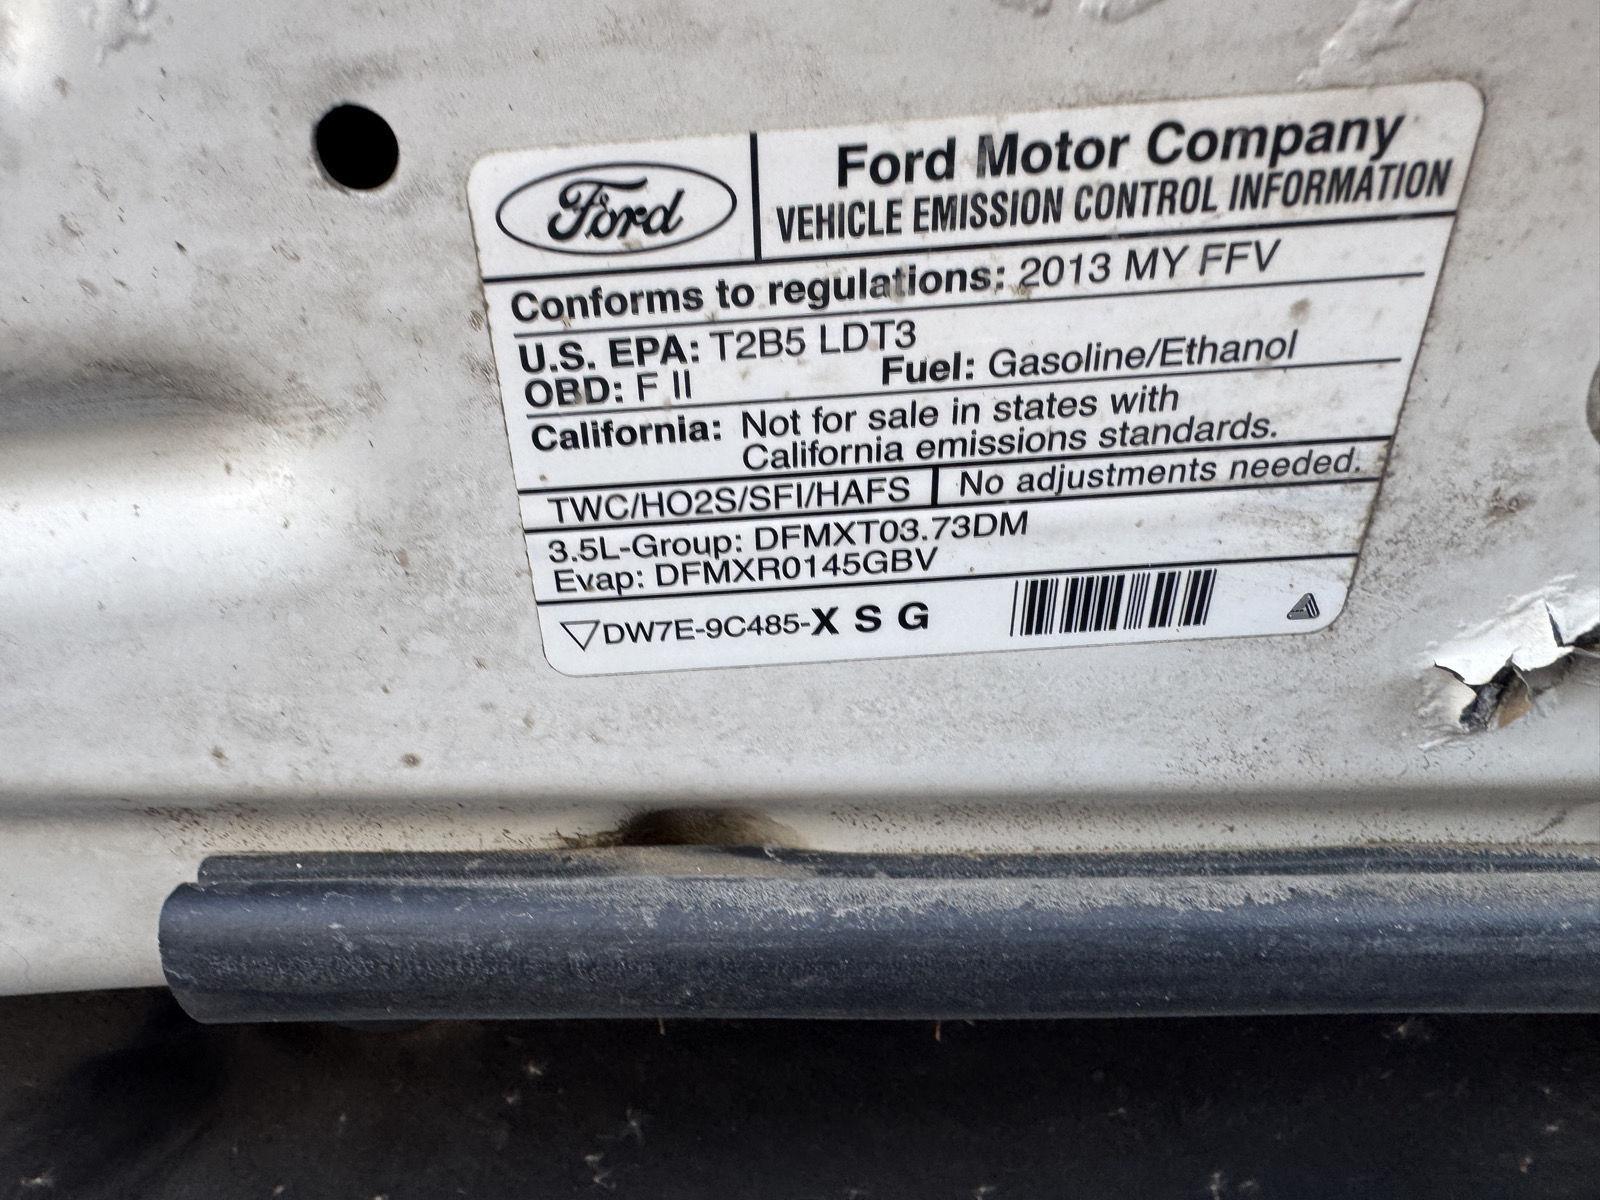 Ford
Ford Motor Company
VEHICLE EMISSION CONTROL INFORMATION
Conforms to regulations: 2013 MY FFV
U.S. EPA: T2B5 LDT3
OBD: F II
Fuel: Gasoline/Ethanol
California: Not for sale in states with
California emissions standards.
TWC/HO2S/SFI/HAFS
No adjustments needed.
3.5L-Group: DFMXT03.73DM
Evap: DFMXR0145GBV
DW7E-9C485-X S G